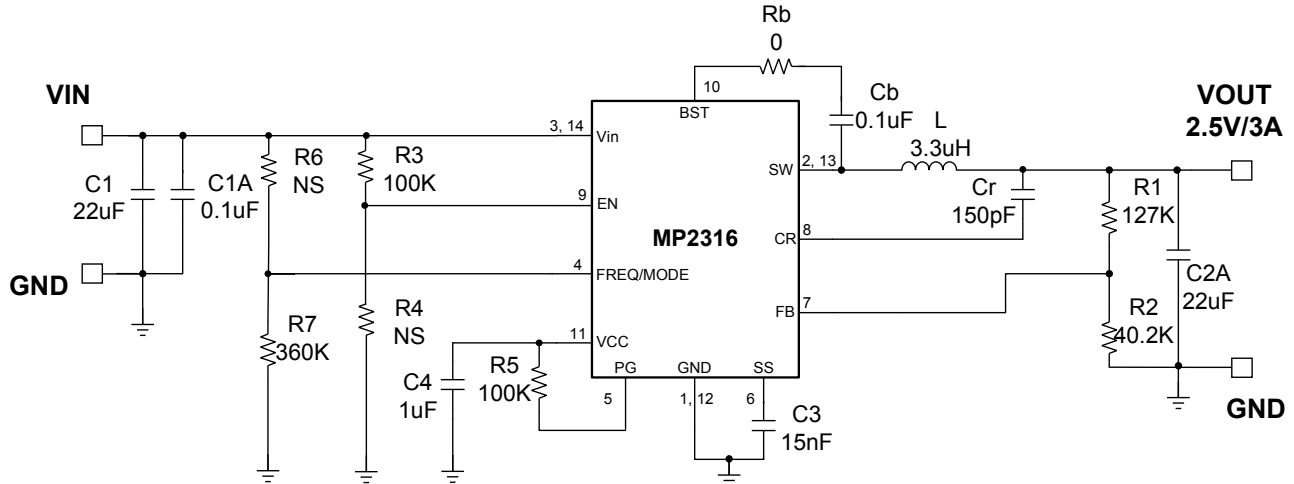 Rb
0
10
BST
Cb
0.1uF
VIN
VOUT
2.5V/3A
3, 14
Vin
L
3.3uH
R6
NS
R3
100K
SW
2, 13
C1
22uF
C1A
0.1uF
Cr
150pF
R1
127K
9
EN
MP2316
CR
8
GND
4
FREQ/MODE
C2A
22uF
R7
360K
R4
NS
FB
7
R2
40.2K
11
VCC
R5
100K
C4
1uF
PG
GND
SS
5
1, 12
6
C3
15nF
GND